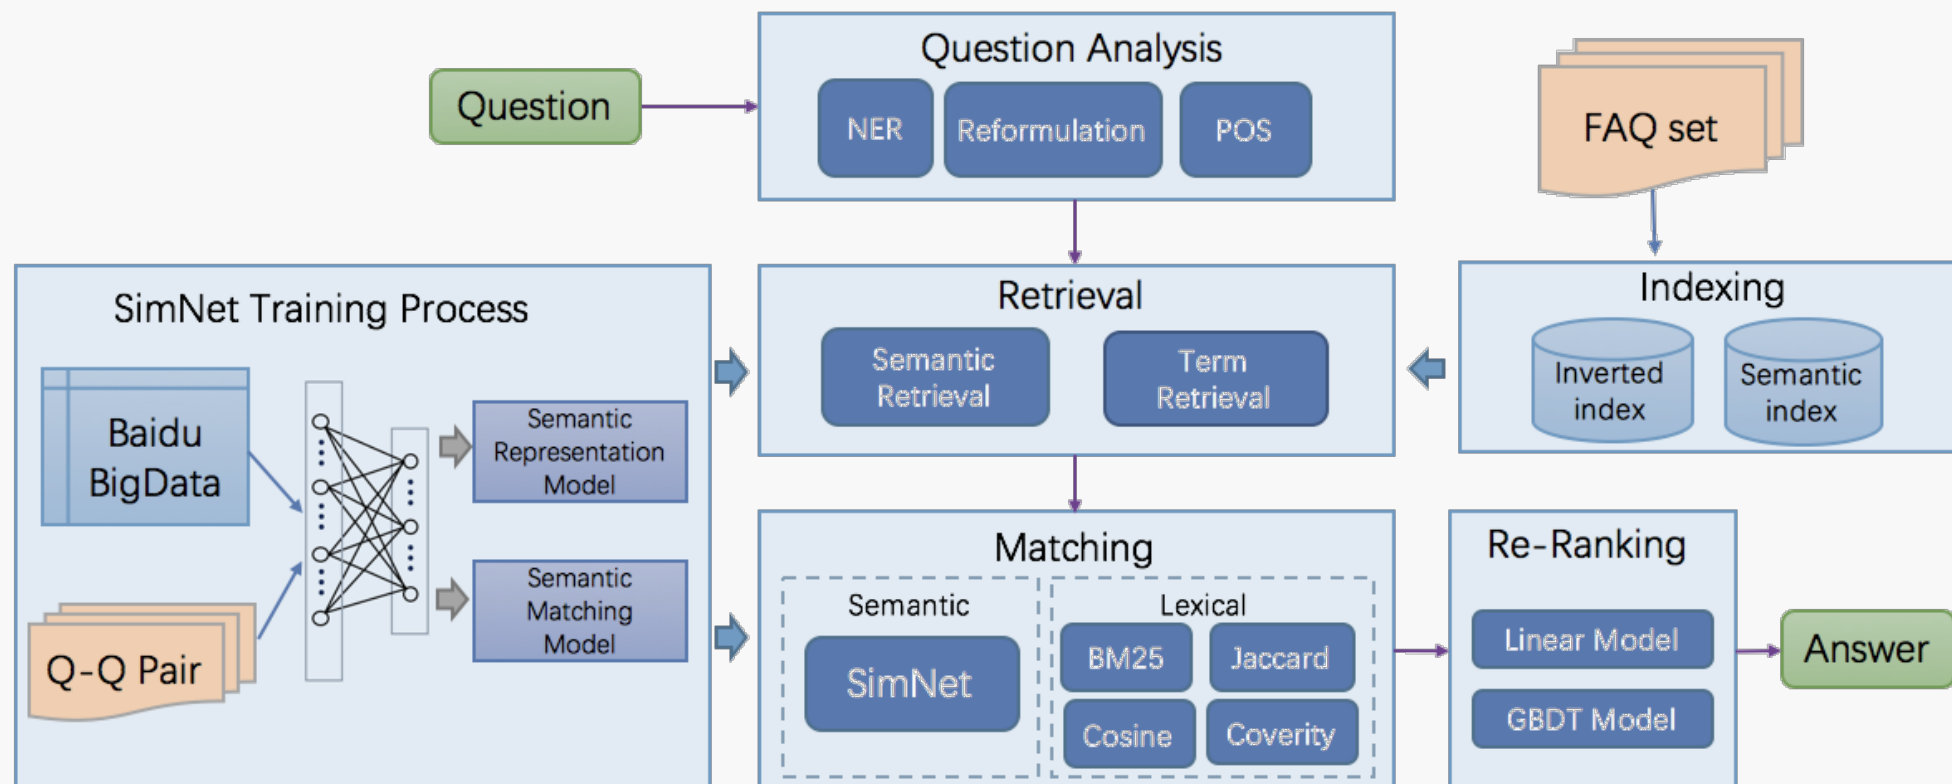 Question
Question Analysis
NER
Reformulation
POS
FAQ set
SimNet Training Process
Baidu
BigData
Q-Q Pair
Semantic
Representation
Model
Semantic
Matching
Model
Retrieval
Semantic
Retrieval
Term
Retrieval
Indexing
Inverted
index
Semantic
index
Matching
Semantic
SimNet
Lexical
BM25
Jaccard
Cosine
Coverity
Re-Ranking
Linear Model
GBDT Model
Answer